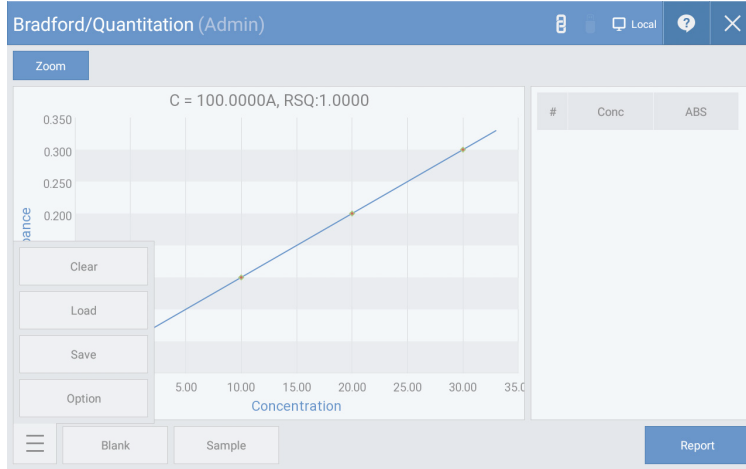 Bradford/Quantitation (Admin)
Local
?
Zoom
C = 100.0000A, RSQ:1.0000
0.350
0.300
0.250
0.200
# Conc ABS
Clear
Load
Save
Option
5.00 10.00 15.00 20.00 25.00 30.00 35.0
Concentration
Blank
Sample
Report